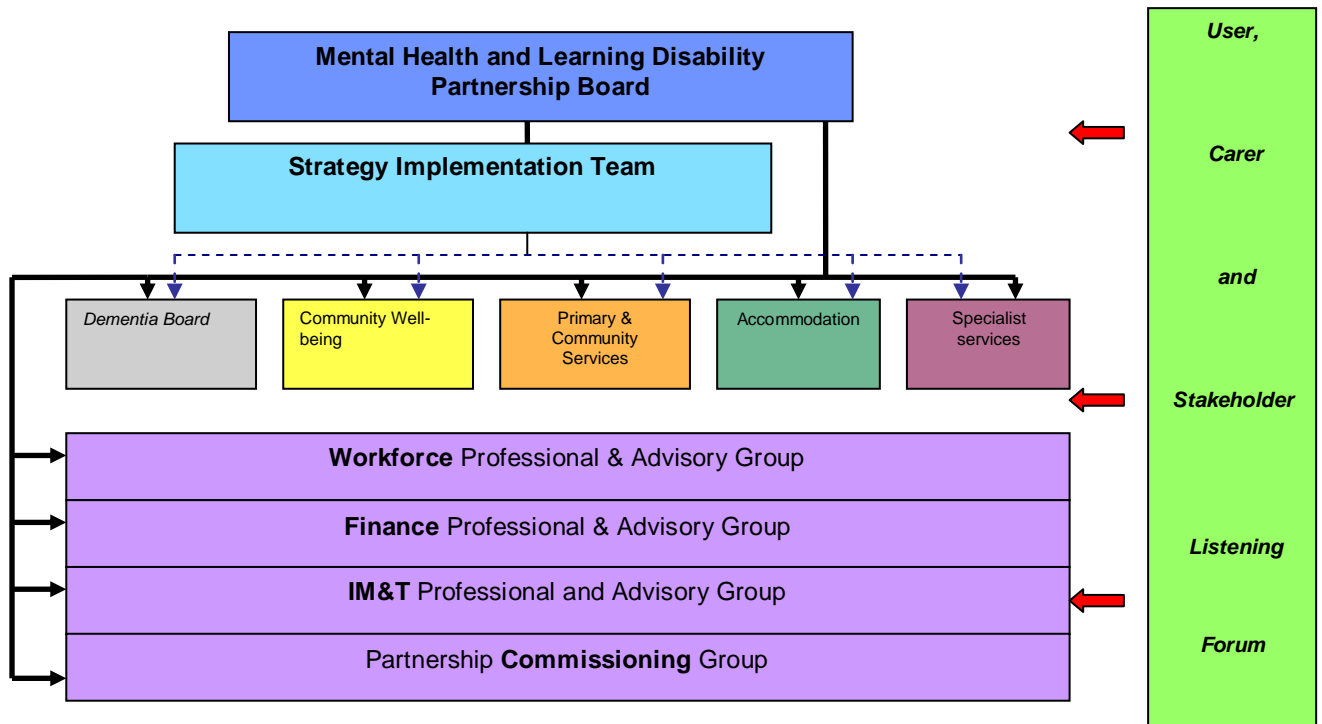 Mental Health and Learning Disability
Partnership Board
Strategy Implementation Team
Dementia Board
Community Well-
being
Primary &
Community
Services
Accommodation
Specialist
services
Workforce Professional & Advisory Group
Finance Professional & Advisory Group
IM&T Professional and Advisory Group
Partnership Commissioning Group
User,
Carer
and
Stakeholder
Listening
Forum